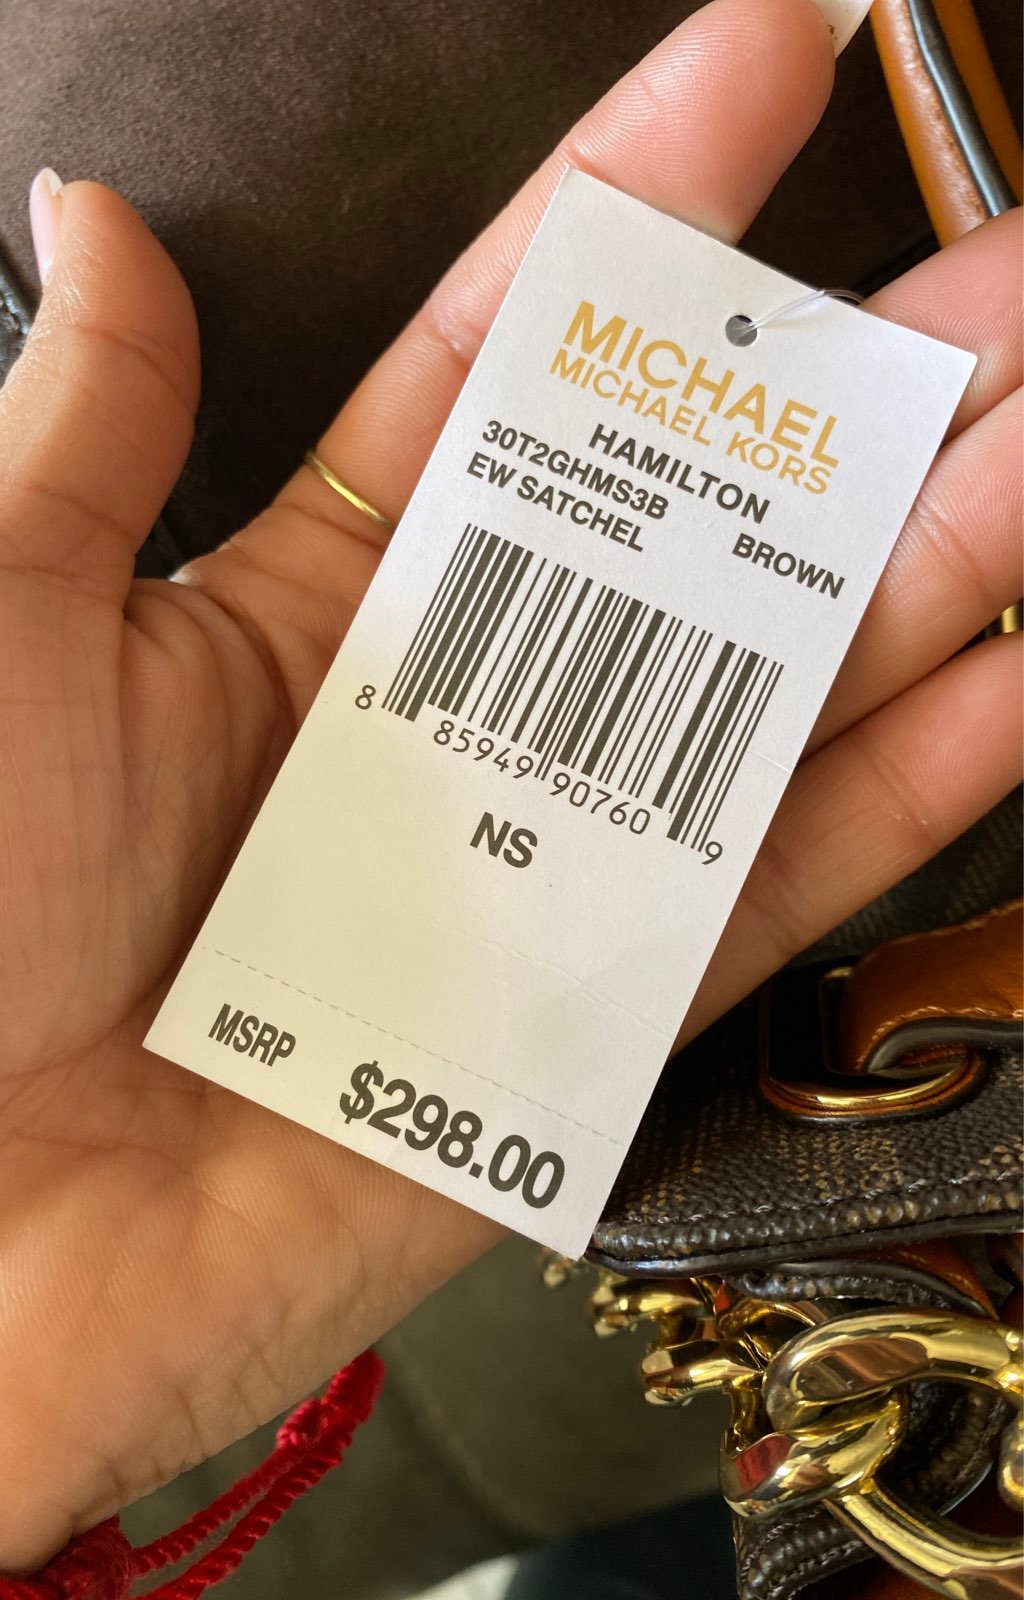 MICHAEL
MICHAEL KORS
HAMILTON
30T2GHMS3B
EW SATCHEL BROWN
8 85949 90760 9
NS
MSRP $298.00